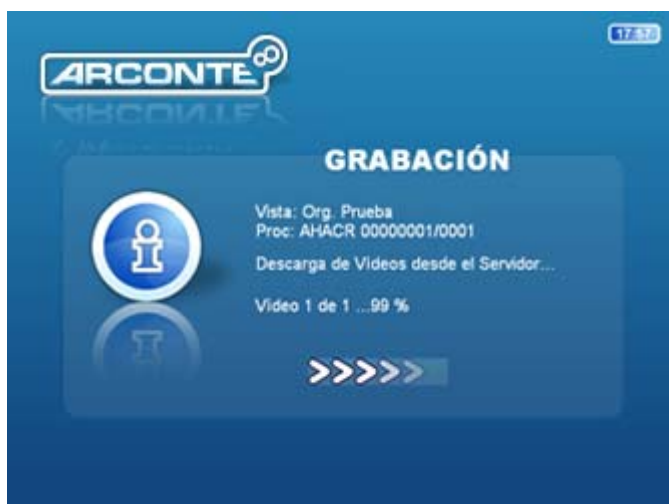 17:57
ARCONTE
GRABACIÓN
Vista: Org. Prueba
Proc: AHACR 00000001/0001
Descarga de Videos desde el Servidor...
Video 1 de 1 ...99 %